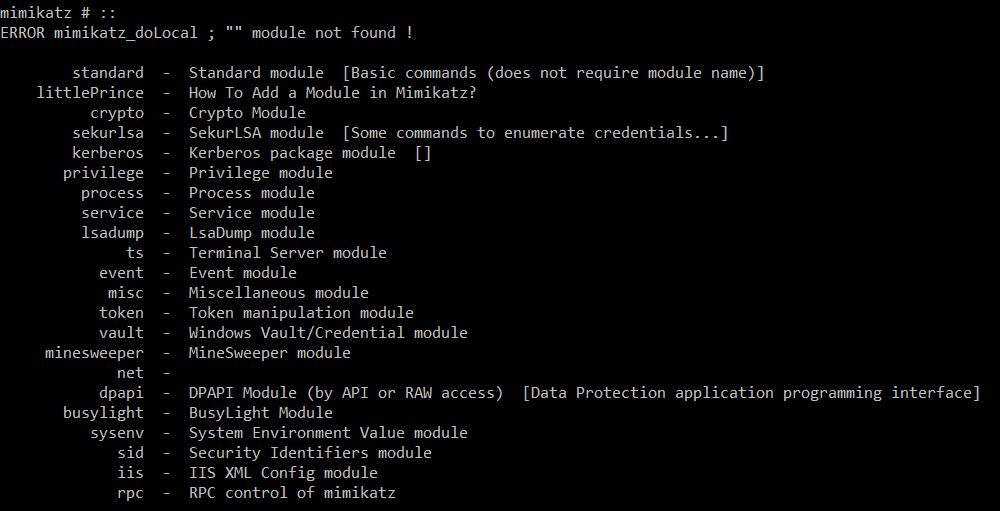 mimikatz # ::
ERROR mimikatz_doLocal ; "" module not found !
standard - Standard module [Basic commands (does not require module name)]
littlePrince - How To Add a Module in Mimikatz?
crypto - Crypto Module
sekurlsa - SekurLSA module [Some commands to enumerate credentials...]
kerberos - Kerberos package module []
privilege - Privilege module
process - Process module
service - Service module
lsadump - LsaDump module
ts - Terminal Server module
event - Event module
misc - Miscellaneous module
token - Token manipulation module
vault - Windows Vault/Credential module
minesweeper - MineSweeper module
net -
dpapi - DPAPI Module (by API or RAW access) [Data Protection application programming interface]
busylight - BusyLight Module
sysenv - System Environment Value module
sid - Security Identifiers module
iis - IIS XML Config module
rpc - RPC control of mimikatz